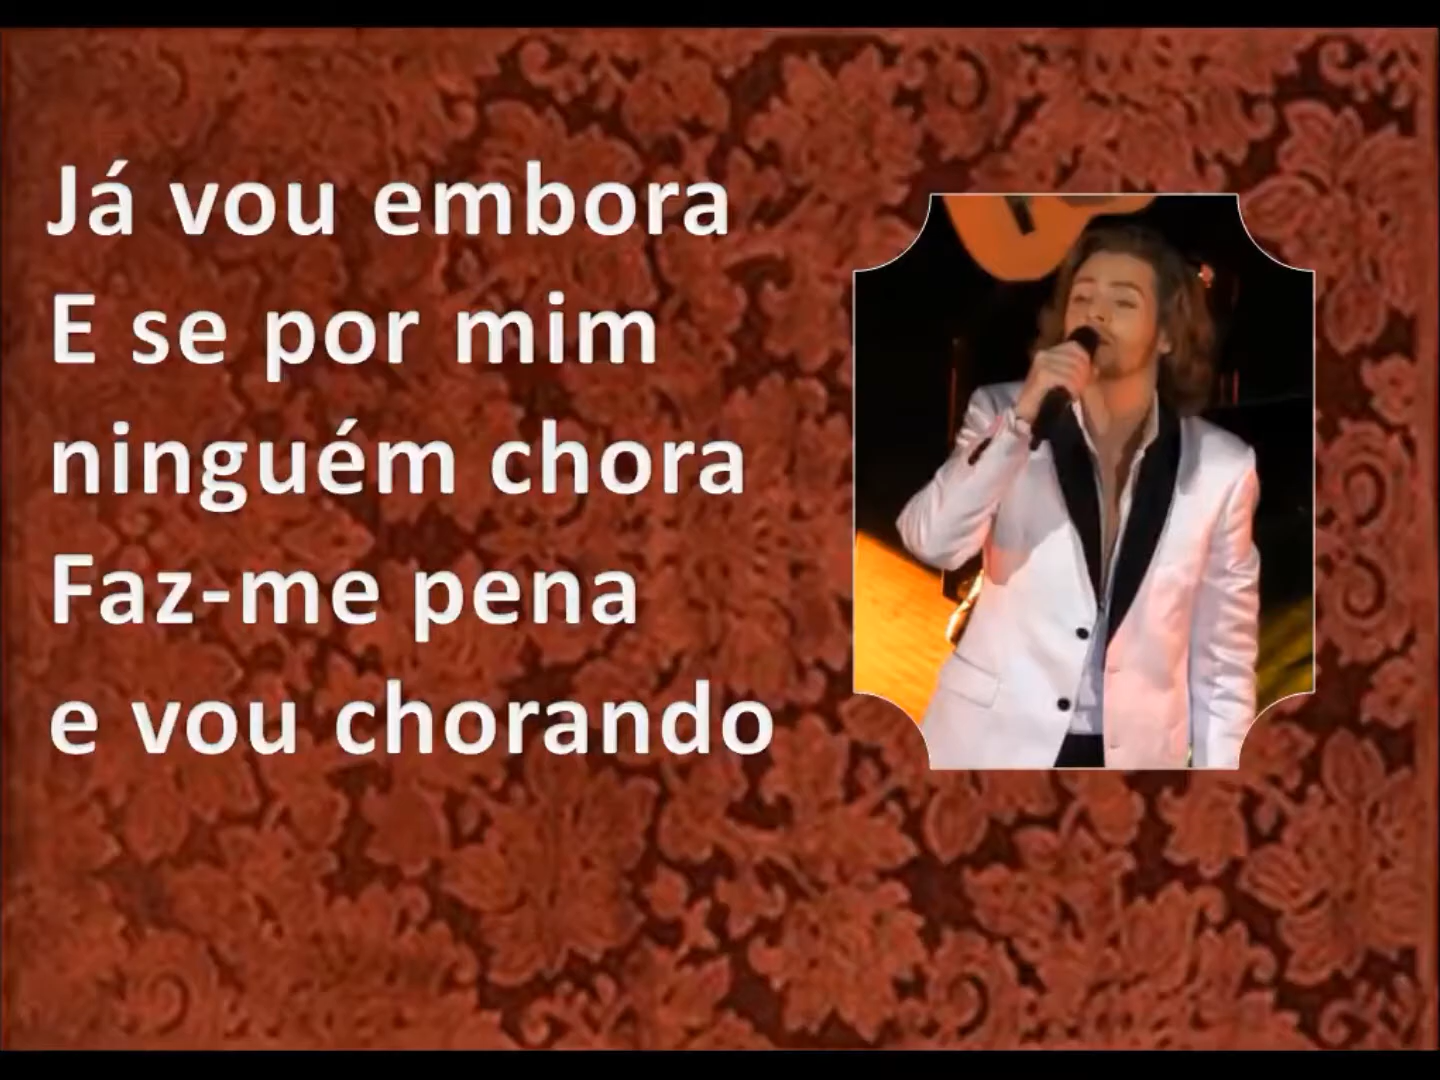 Já vou embora
E se por mim
ninguém chora
Faz-me pena
e vou chorando